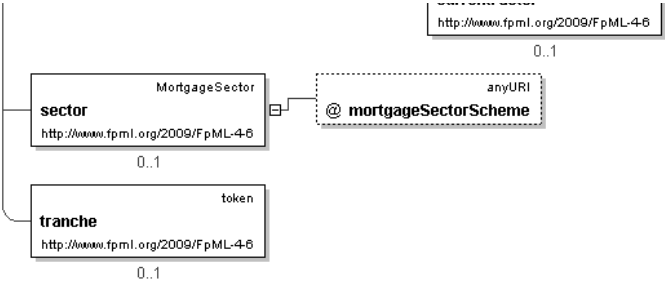 http://www.fpml.org/2009/FpML-4-6
0..1
MortgageSector
sector
http://www.fpml.org/2009/FpML-4-6
0..1
anyURI
@ mortgageSectorScheme
token
tranche
http://www.fpml.org/2009/FpML-4-6
0..1